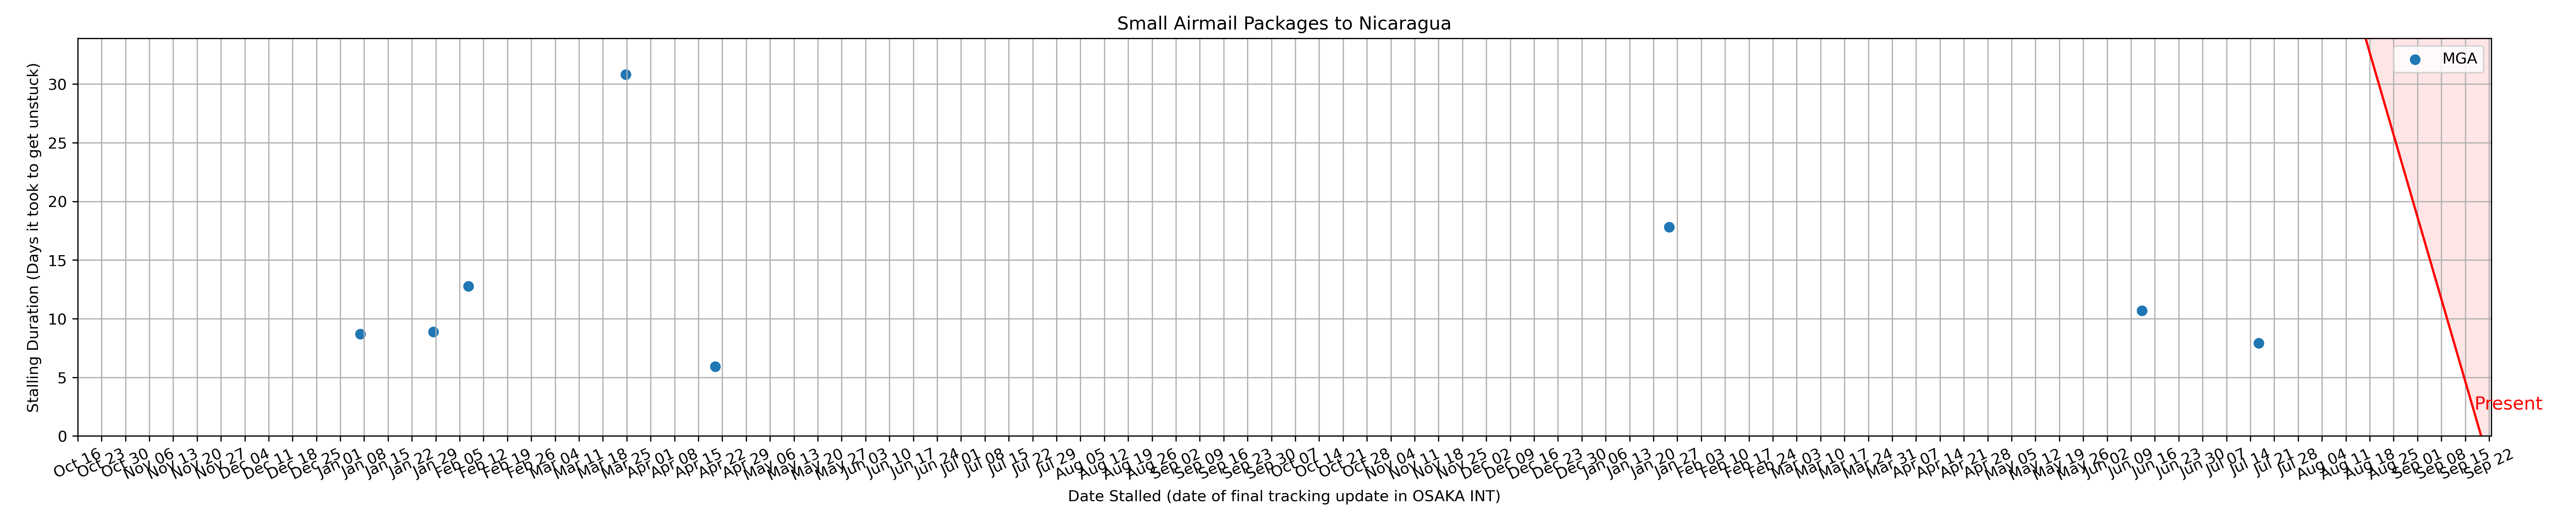 Small Airmail Packages to Nicaragua
MGA
Stalling Duration (Days it took to get unstuck)
30
25
20
15
10
5
0
Present
Oct 16 Oct 23 Oct 30 Nov 06 Nov 13 Nov 20 Nov 27 Dec 04 Dec 11 Dec 18 Dec 25 Jan 01 Jan 08 Jan 15 Jan 22 Jan 29 Feb 05 Feb 12 Feb 19 Feb 26 Mar 04 Mar 11 Mar 18 Mar 25 Apr 01 Apr 08 Apr 15 Apr 22 Apr 29 May 06 May 13 May 20 May 27 Jun 03 Jun 10 Jun 17 Jun 24 Jul 01 Jul 08 Jul 15 Jul 22 Jul 29 Aug 05 Aug 12 Aug 19 Aug 26 Sep 02 Sep 09 Sep 16 Sep 23 Sep 30 Oct 07 Oct 14 Oct 21 Oct 28 Nov 04 Nov 11 Nov 18 Nov 25 Dec 02 Dec 09 Dec 16 Dec 23 Dec 30 Jan 06 Jan 13 Jan 20 Jan 27 Feb 03 Feb 10 Feb 17 Feb 24 Mar 03 Mar 10 Mar 17 Mar 24 Mar 31 Apr 07 Apr 14 Apr 21 Apr 28 May 05 May 12 May 19 May 26 Jun 02 Jun 09 Jun 16 Jun 23 Jun 30 Jul 07 Jul 14 Jul 21 Jul 28 Aug 04 Aug 11 Aug 18 Aug 25 Sep 01 Sep 08 Sep 15 Sep 22
Date Stalled (date of final tracking update in OSAKA INT)